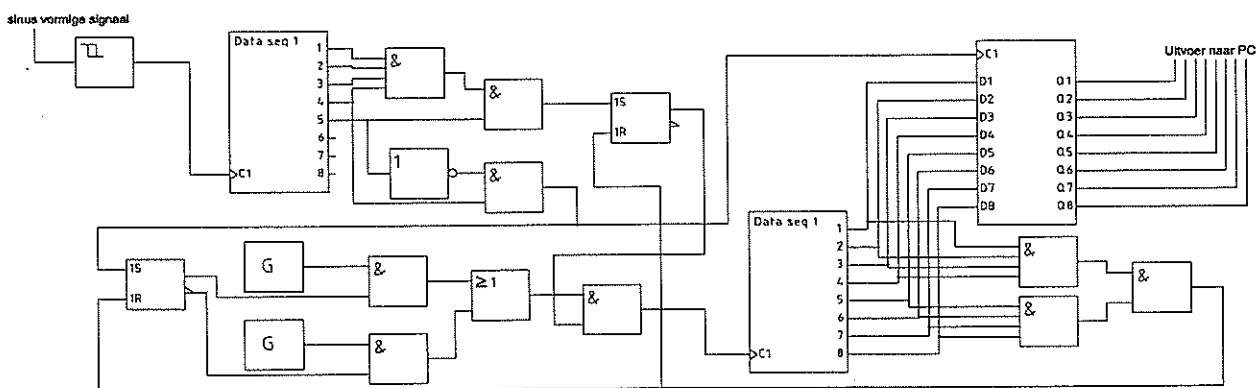 sinus vormige signaal
Data seq 1
1
2
3
4
5
6
7
8
C1
&
&
1
&
1S
1R
C1
D1
D2
D3
D4
D5
D6
D7
D8
Q1
Q2
Q3
Q4
Q5
Q6
Q7
Q8
Uitvoer naar PC
1S
1R
G
G
&
&
≥1
&
Data seq 1
1
2
3
4
5
6
7
8
C1
&
&
&